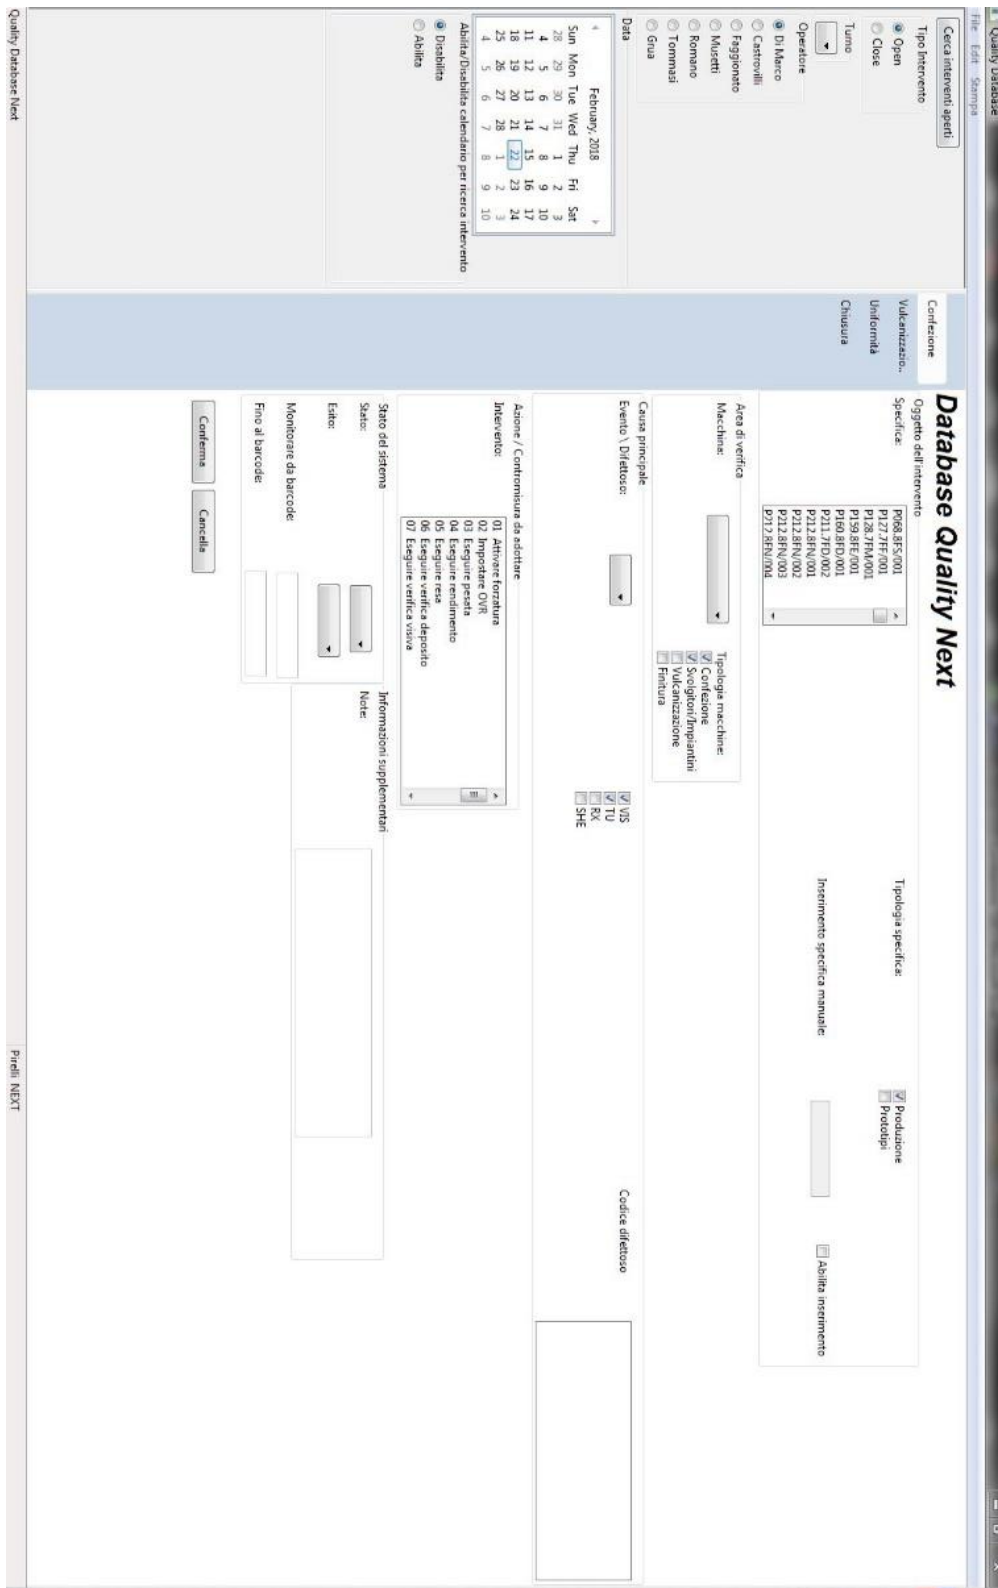 Quality Database
File Edit Stampa
Cerca interventi aperti
Tipo Intervento
Open
Close
Turno
Operatore
Di Marco
Castrovilli
Faggionato
Musetti
Romano
Tommasi
Grua
Data
February, 2018
Sun Mon Tue Wed Thu Fri Sat
28 29 30 31 1 2 3
4 5 6 7 8 9 10
11 12 13 14 15 16 17
18 19 20 21 22 23 24
25 26 27 28 1 2 3
4 5 6 7 8 9 10
Abilita/Disabilita calendario per ricerca intervento
Disabilita
Abilita
Confezione
Vulcanizzazio..
Uniformità
Chiusura
Database Quality Next
Oggetto dell'intervento
Specifica:
P068.8FS/001
P127.7FF/001
P128.7FM/001
P159.8FE/001
P160.8FD/001
P211.7FD/002
P212.8FN/001
P212.8FN/002
P212.8FN/003
P212.8FN/004
Tipologia specifica:
Produzione
Prototipi
Inserimento specifica manuale:
Abilita inserimento
Area di verifica
Macchina:
Tipologia macchine:
Confezione
Svolgitori/Impiantini
Vulcanizzazione
Finitura
Causa principale
Evento \ Difettoso:
VIS
TU
RX
SHE
Codice difettoso
Azione / Contromisura da adottare
Intervento:
01 Attivare forzatura
02 Impostare OVR
03 Eseguire pesata
04 Eseguire rendimento
05 Eseguire resa
06 Eseguire verifica deposito
07 Eseguire verifica visiva
Stato del sistema
Stato:
Esito:
Monitorare da barcode:
Fino al barcode:
Informazioni supplementari
Note:
Conferma Cancella
Quality Database Next
Pirelli NEXT